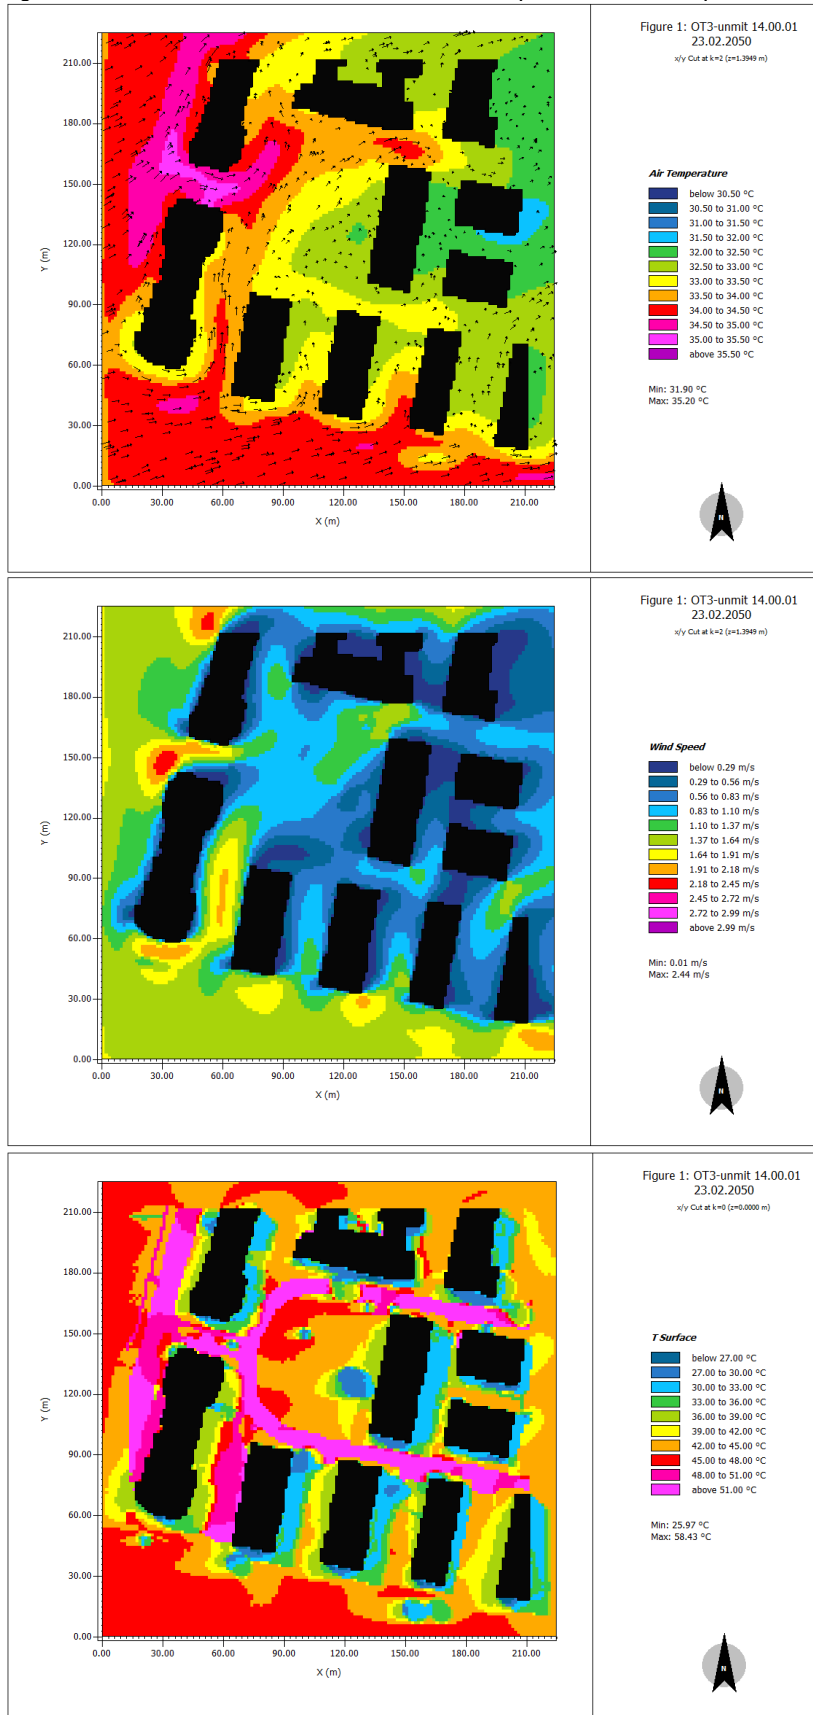 Figure 1: OT3-unmit 14.00.01
23.02.2050
x/y Cut at k=2 (z=1.3949 m)
210.00
180.00
150.00
120.00
90.00
60.00
30.00
0.00
Y (m)
0.00 30.00 60.00 90.00 120.00 150.00 180.00 210.00
X (m)
Air Temperature
below 30.50 °C
30.50 to 31.00 °C
31.00 to 31.50 °C
31.50 to 32.00 °C
32.00 to 32.50 °C
32.50 to 33.00 °C
33.00 to 33.50 °C
33.50 to 34.00 °C
34.00 to 34.50 °C
34.50 to 35.00 °C
35.00 to 35.50 °C
above 35.50 °C
Min: 31.90 °C
Max: 35.20 °C
N
Figure 1: OT3-unmit 14.00.01
23.02.2050
x/y Cut at k=2 (z=1.3949 m)
210.00
180.00
150.00
120.00
90.00
60.00
30.00
0.00
Y (m)
0.00 30.00 60.00 90.00 120.00 150.00 180.00 210.00
X (m)
Wind Speed
below 0.29 m/s
0.29 to 0.56 m/s
0.56 to 0.83 m/s
0.83 to 1.10 m/s
1.10 to 1.37 m/s
1.37 to 1.64 m/s
1.64 to 1.91 m/s
1.91 to 2.18 m/s
2.18 to 2.45 m/s
2.45 to 2.72 m/s
2.72 to 2.99 m/s
above 2.99 m/s
Min: 0.01 m/s
Max: 2.44 m/s
N
Figure 1: OT3-unmit 14.00.01
23.02.2050
x/y Cut at k=0 (z=0.0000 m)
210.00
180.00
150.00
120.00
90.00
60.00
30.00
0.00
Y (m)
0.00 30.00 60.00 90.00 120.00 150.00 180.00 210.00
X (m)
T Surface
below 27.00 °C
27.00 to 30.00 °C
30.00 to 33.00 °C
33.00 to 36.00 °C
36.00 to 39.00 °C
39.00 to 42.00 °C
42.00 to 45.00 °C
45.00 to 48.00 °C
48.00 to 51.00 °C
above 51.00 °C
Min: 25.97 °C
Max: 58.43 °C
N